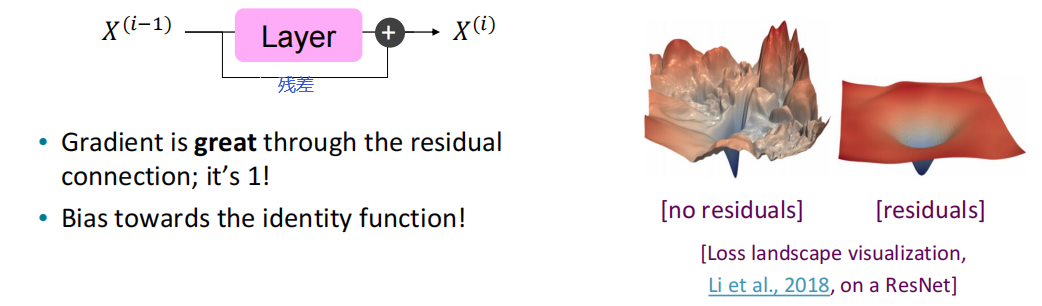 X^(i−1) Layer + X^(i)
残差
• Gradient is great through the residual
connection; it's 1!
• Bias towards the identity function!
[no residuals] [residuals]
[Loss landscape visualization,
Li et al., 2018, on a ResNet]